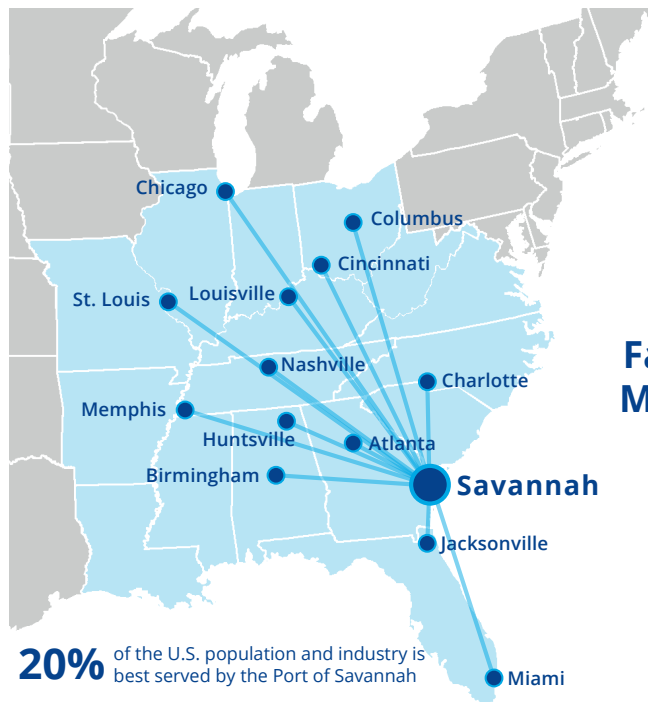 Chicago
Columbus
Cincinnati
St. Louis
Louisville
Nashville
Charlotte
Memphis
Huntsville
Atlanta
Birmingham
Savannah
Jacksonville
Miami
20% of the U.S. population and industry is
best served by the Port of Savannah
Fa
M